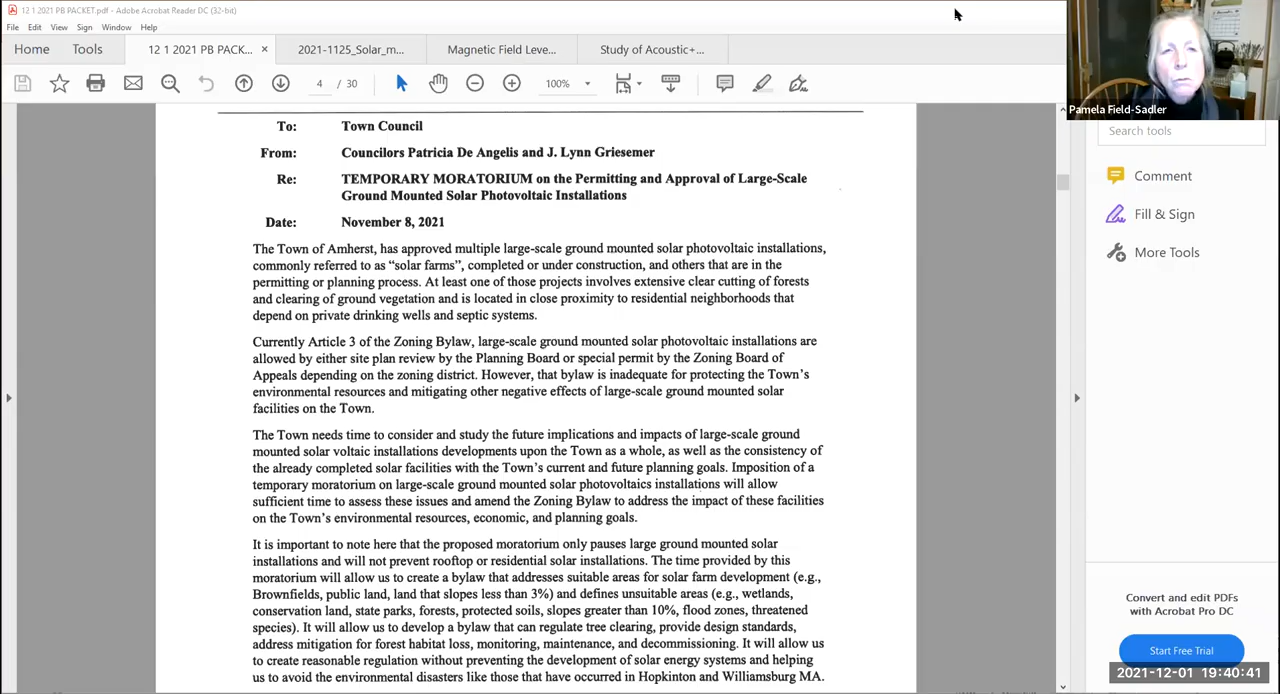 12 1 2021 PB PACKET.pdf - Adobe Acrobat Reader DC (32-bit)
File Edit View Sign Window Help
Home Tools 12 1 2021 PB PACK... × 2021-1125_Solar_m... Magnetic Field Leve... Study of Acoustic+...
4 / 30 100%
Pamela Field-Sadler
To: Town Council
From: Councilors Patricia De Angelis and J. Lynn Griesemer
Re: TEMPORARY MORATORIUM on the Permitting and Approval of Large-Scale
Ground Mounted Solar Photovoltaic Installations
Date: November 8, 2021
The Town of Amherst, has approved multiple large-scale ground mounted solar photovoltaic installations,
commonly referred to as “solar farms”, completed or under construction, and others that are in the
permitting or planning process. At least one of those projects involves extensive clear cutting of forests
and clearing of ground vegetation and is located in close proximity to residential neighborhoods that
depend on private drinking wells and septic systems.
Currently Article 3 of the Zoning Bylaw, large-scale ground mounted solar photovoltaic installations are
allowed by either site plan review by the Planning Board or special permit by the Zoning Board of
Appeals depending on the zoning district. However, that bylaw is inadequate for protecting the Town’s
environmental resources and mitigating other negative effects of large-scale ground mounted solar
facilities on the Town.
The Town needs time to consider and study the future implications and impacts of large-scale ground
mounted solar voltaic installations developments upon the Town as a whole, as well as the consistency of
the already completed solar facilities with the Town’s current and future planning goals. Imposition of a
temporary moratorium on large-scale ground mounted solar photovoltaics installations will allow
sufficient time to assess these issues and amend the Zoning Bylaw to address the impact of these facilities
on the Town’s environmental resources, economic, and planning goals.
It is important to note here that the proposed moratorium only pauses large ground mounted solar
installations and will not prevent rooftop or residential solar installations. The time provided by this
moratorium will allow us to create a bylaw that addresses suitable areas for solar farm development (e.g.,
Brownfields, public land, land that slopes less than 3%) and defines unsuitable areas (e.g., wetlands,
conservation land, state parks, forests, protected soils, slopes greater than 10%, flood zones, threatened
species). It will allow us to develop a bylaw that can regulate tree clearing, provide design standards,
address mitigation for forest habitat loss, monitoring, maintenance, and decommissioning. It will allow us
to create reasonable regulation without preventing the development of solar energy systems and helping
us to avoid the environmental disasters like those that have occurred in Hopkinton and Williamsburg MA.
Search tools
Comment
Fill & Sign
More Tools
Convert and edit PDFs
with Acrobat Pro DC
Start Free Trial
2021-12-01 19:40:41